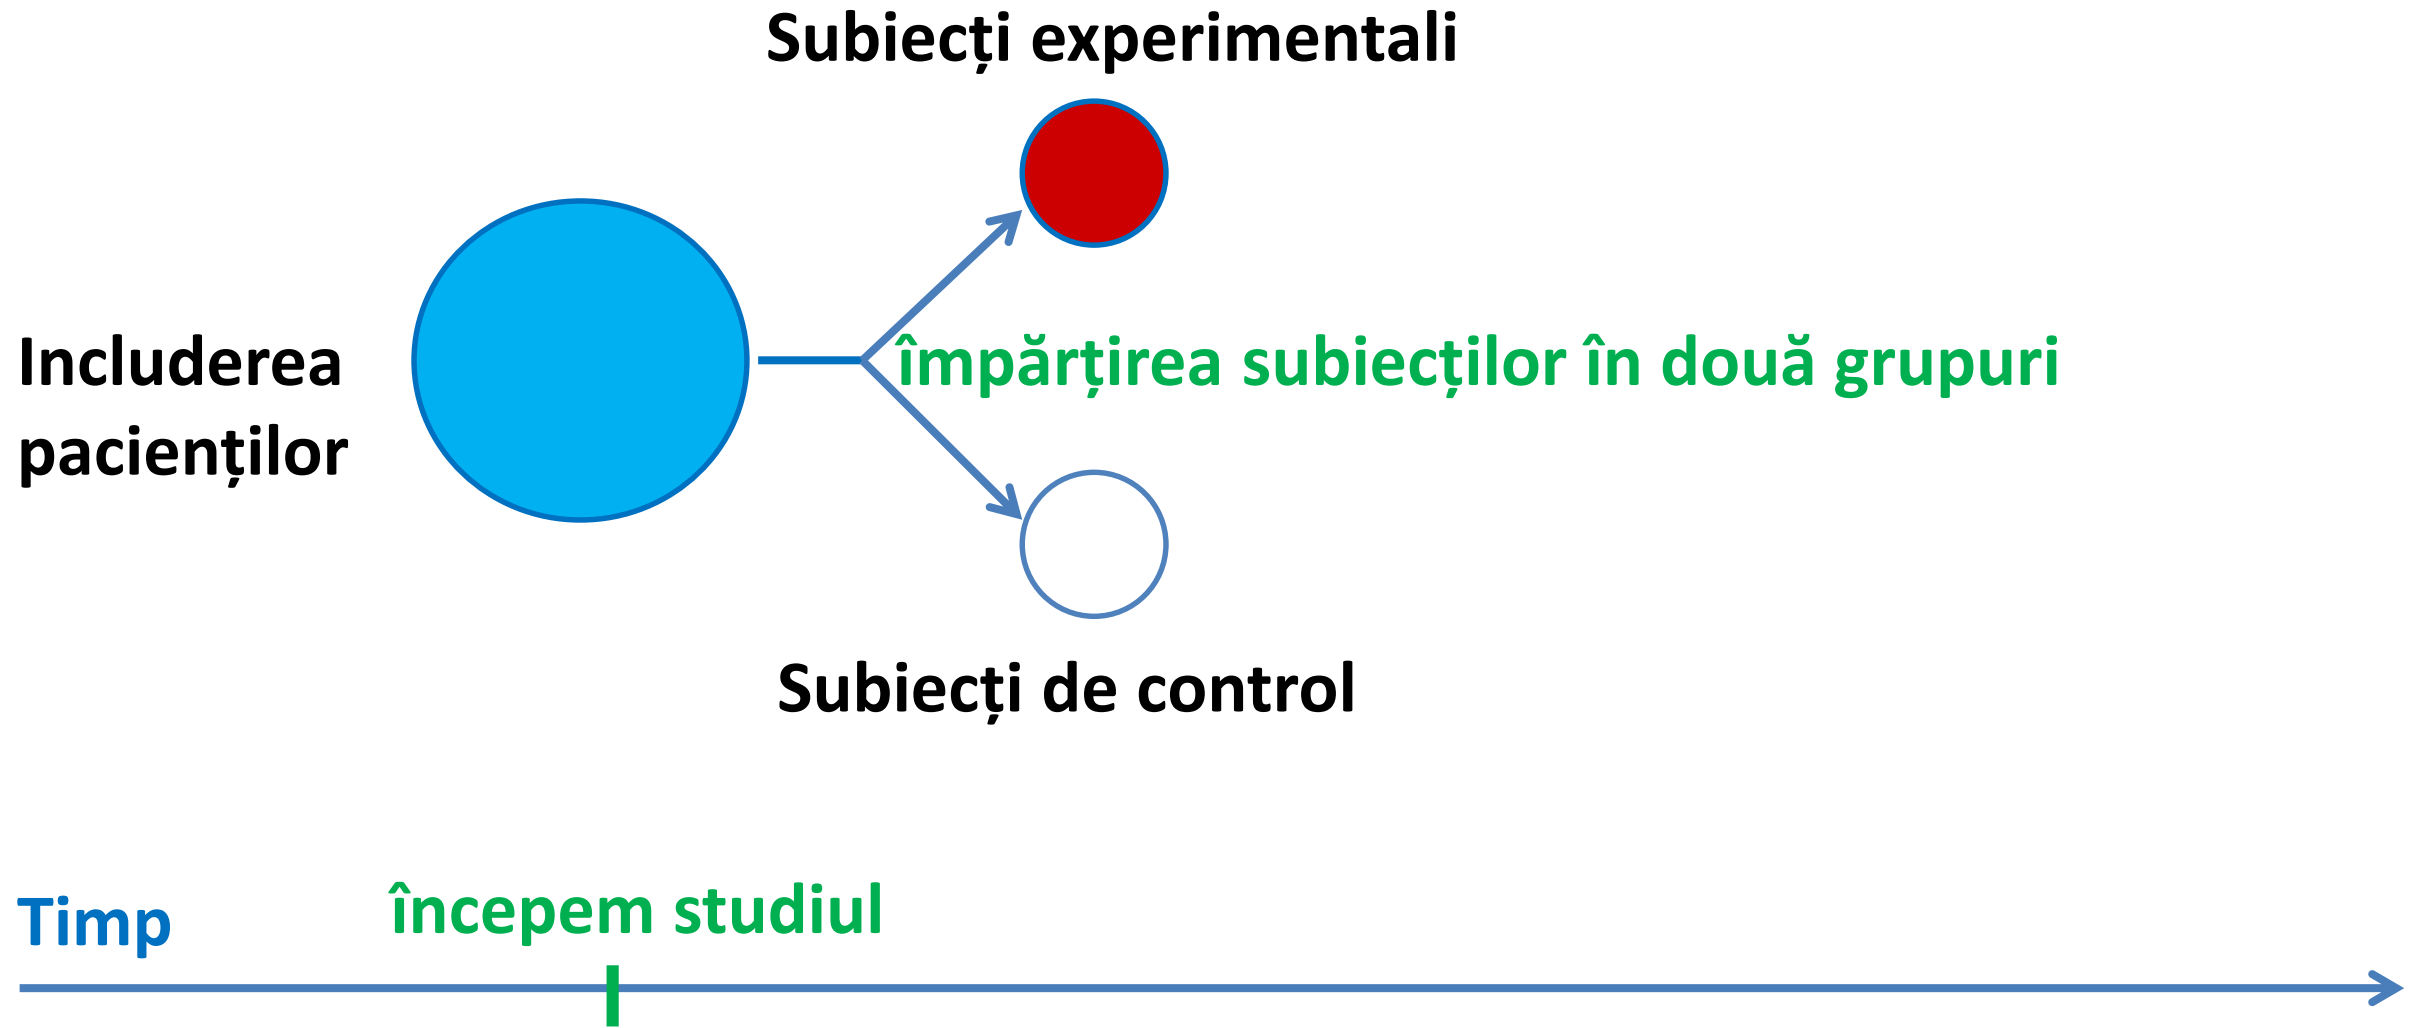 Subiecți experimentali
Includerea
pacienților
împărțirea subiecților în două grupuri
Subiecți de control
Timp
începem studiul